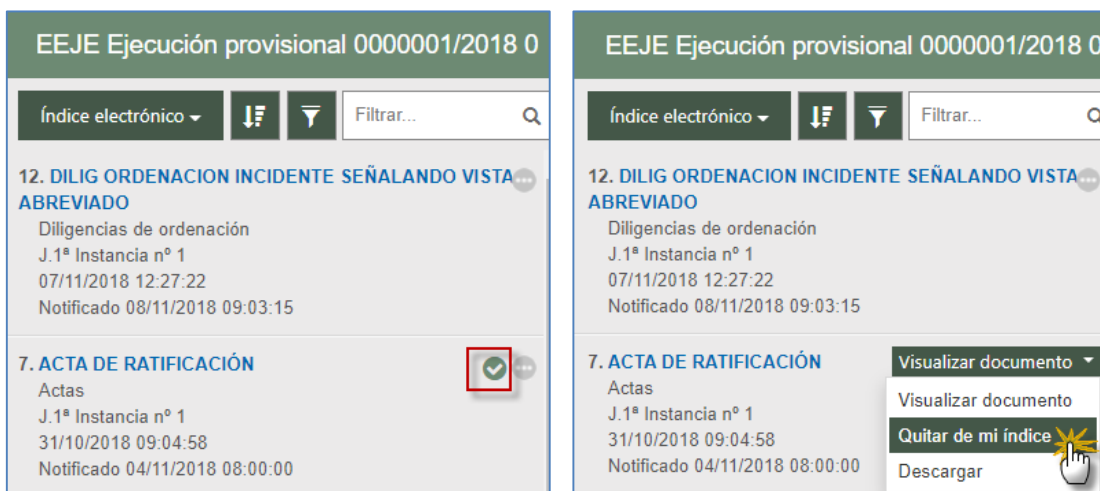 EEJE Ejecución provisional 0000001/2018 0
Índice electrónico
Filtrar...
12. DILIG ORDENACION INCIDENTE SEÑALANDO VISTA
ABREVIADO
Diligencias de ordenación
J.1ª Instancia nº 1
07/11/2018 12:27:22
Notificado 08/11/2018 09:03:15
7. ACTA DE RATIFICACIÓN
Actas
J.1ª Instancia nº 1
31/10/2018 09:04:58
Notificado 04/11/2018 08:00:00
EEJE Ejecución provisional 0000001/2018 0
Índice electrónico
Filtrar...
12. DILIG ORDENACION INCIDENTE SEÑALANDO VISTA
ABREVIADO
Diligencias de ordenación
J.1ª Instancia nº 1
07/11/2018 12:27:22
Notificado 08/11/2018 09:03:15
7. ACTA DE RATIFICACIÓN
Actas
J.1ª Instancia nº 1
31/10/2018 09:04:58
Notificado 04/11/2018 08:00:00
Visualizar documento
Visualizar documento
Quitar de mi índice
Descargar